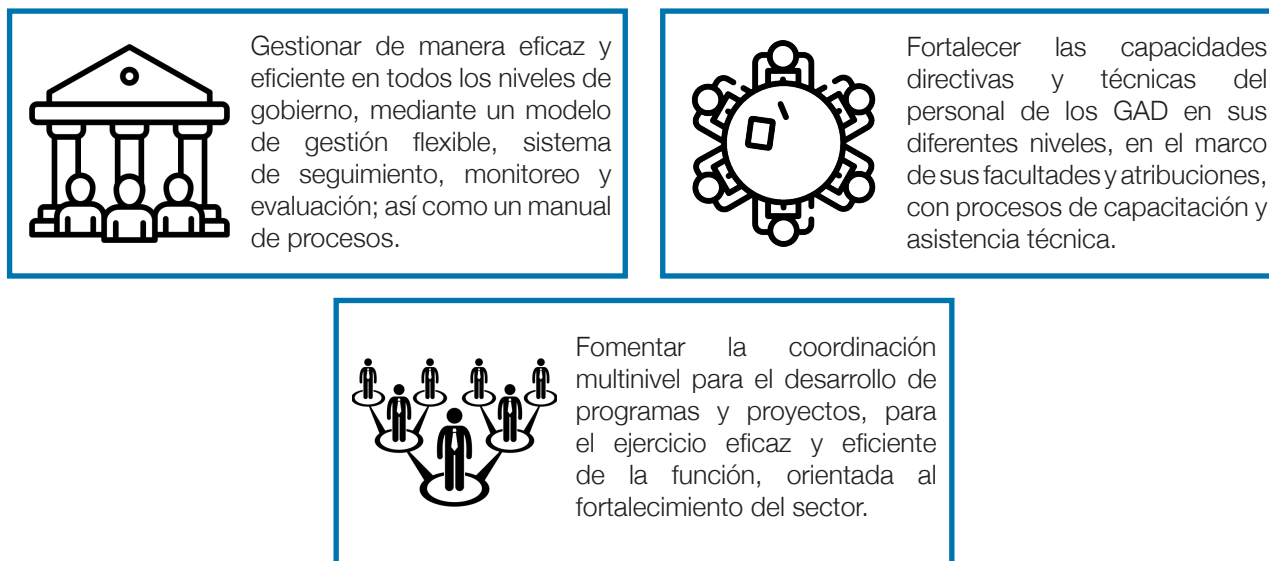 Gestionar de manera eficaz y
eficiente en todos los niveles de
gobierno, mediante un modelo
de gestión flexible, sistema
de seguimiento, monitoreo y
evaluación; así como un manual
de procesos.
Fortalecer las capacidades
directivas y técnicas del
personal de los GAD en sus
diferentes niveles, en el marco
de sus facultades y atribuciones,
con procesos de capacitación y
asistencia técnica.
Fomentar la coordinación
multinivel para el desarrollo de
programas y proyectos, para
el ejercicio eficaz y eficiente
de la función, orientada al
fortalecimiento del sector.